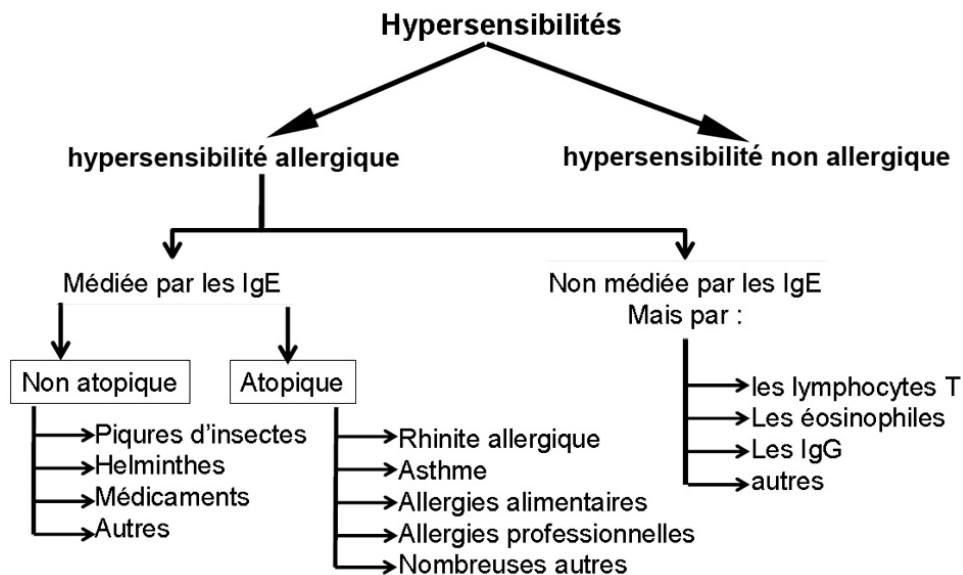 Hypersensibilités
hypersensibilité allergique
hypersensibilité non allergique
Médiée par les IgE
Non médiée par les IgE
Mais par :
Non atopique
Atopique
Piqures d'insectes
Helminthes
Médicaments
Autres
Rhinite allergique
Asthme
Allergies alimentaires
Allergies professionnelles
Nombreuses autres
les lymphocytes T
Les éosinophiles
Les IgG
autres